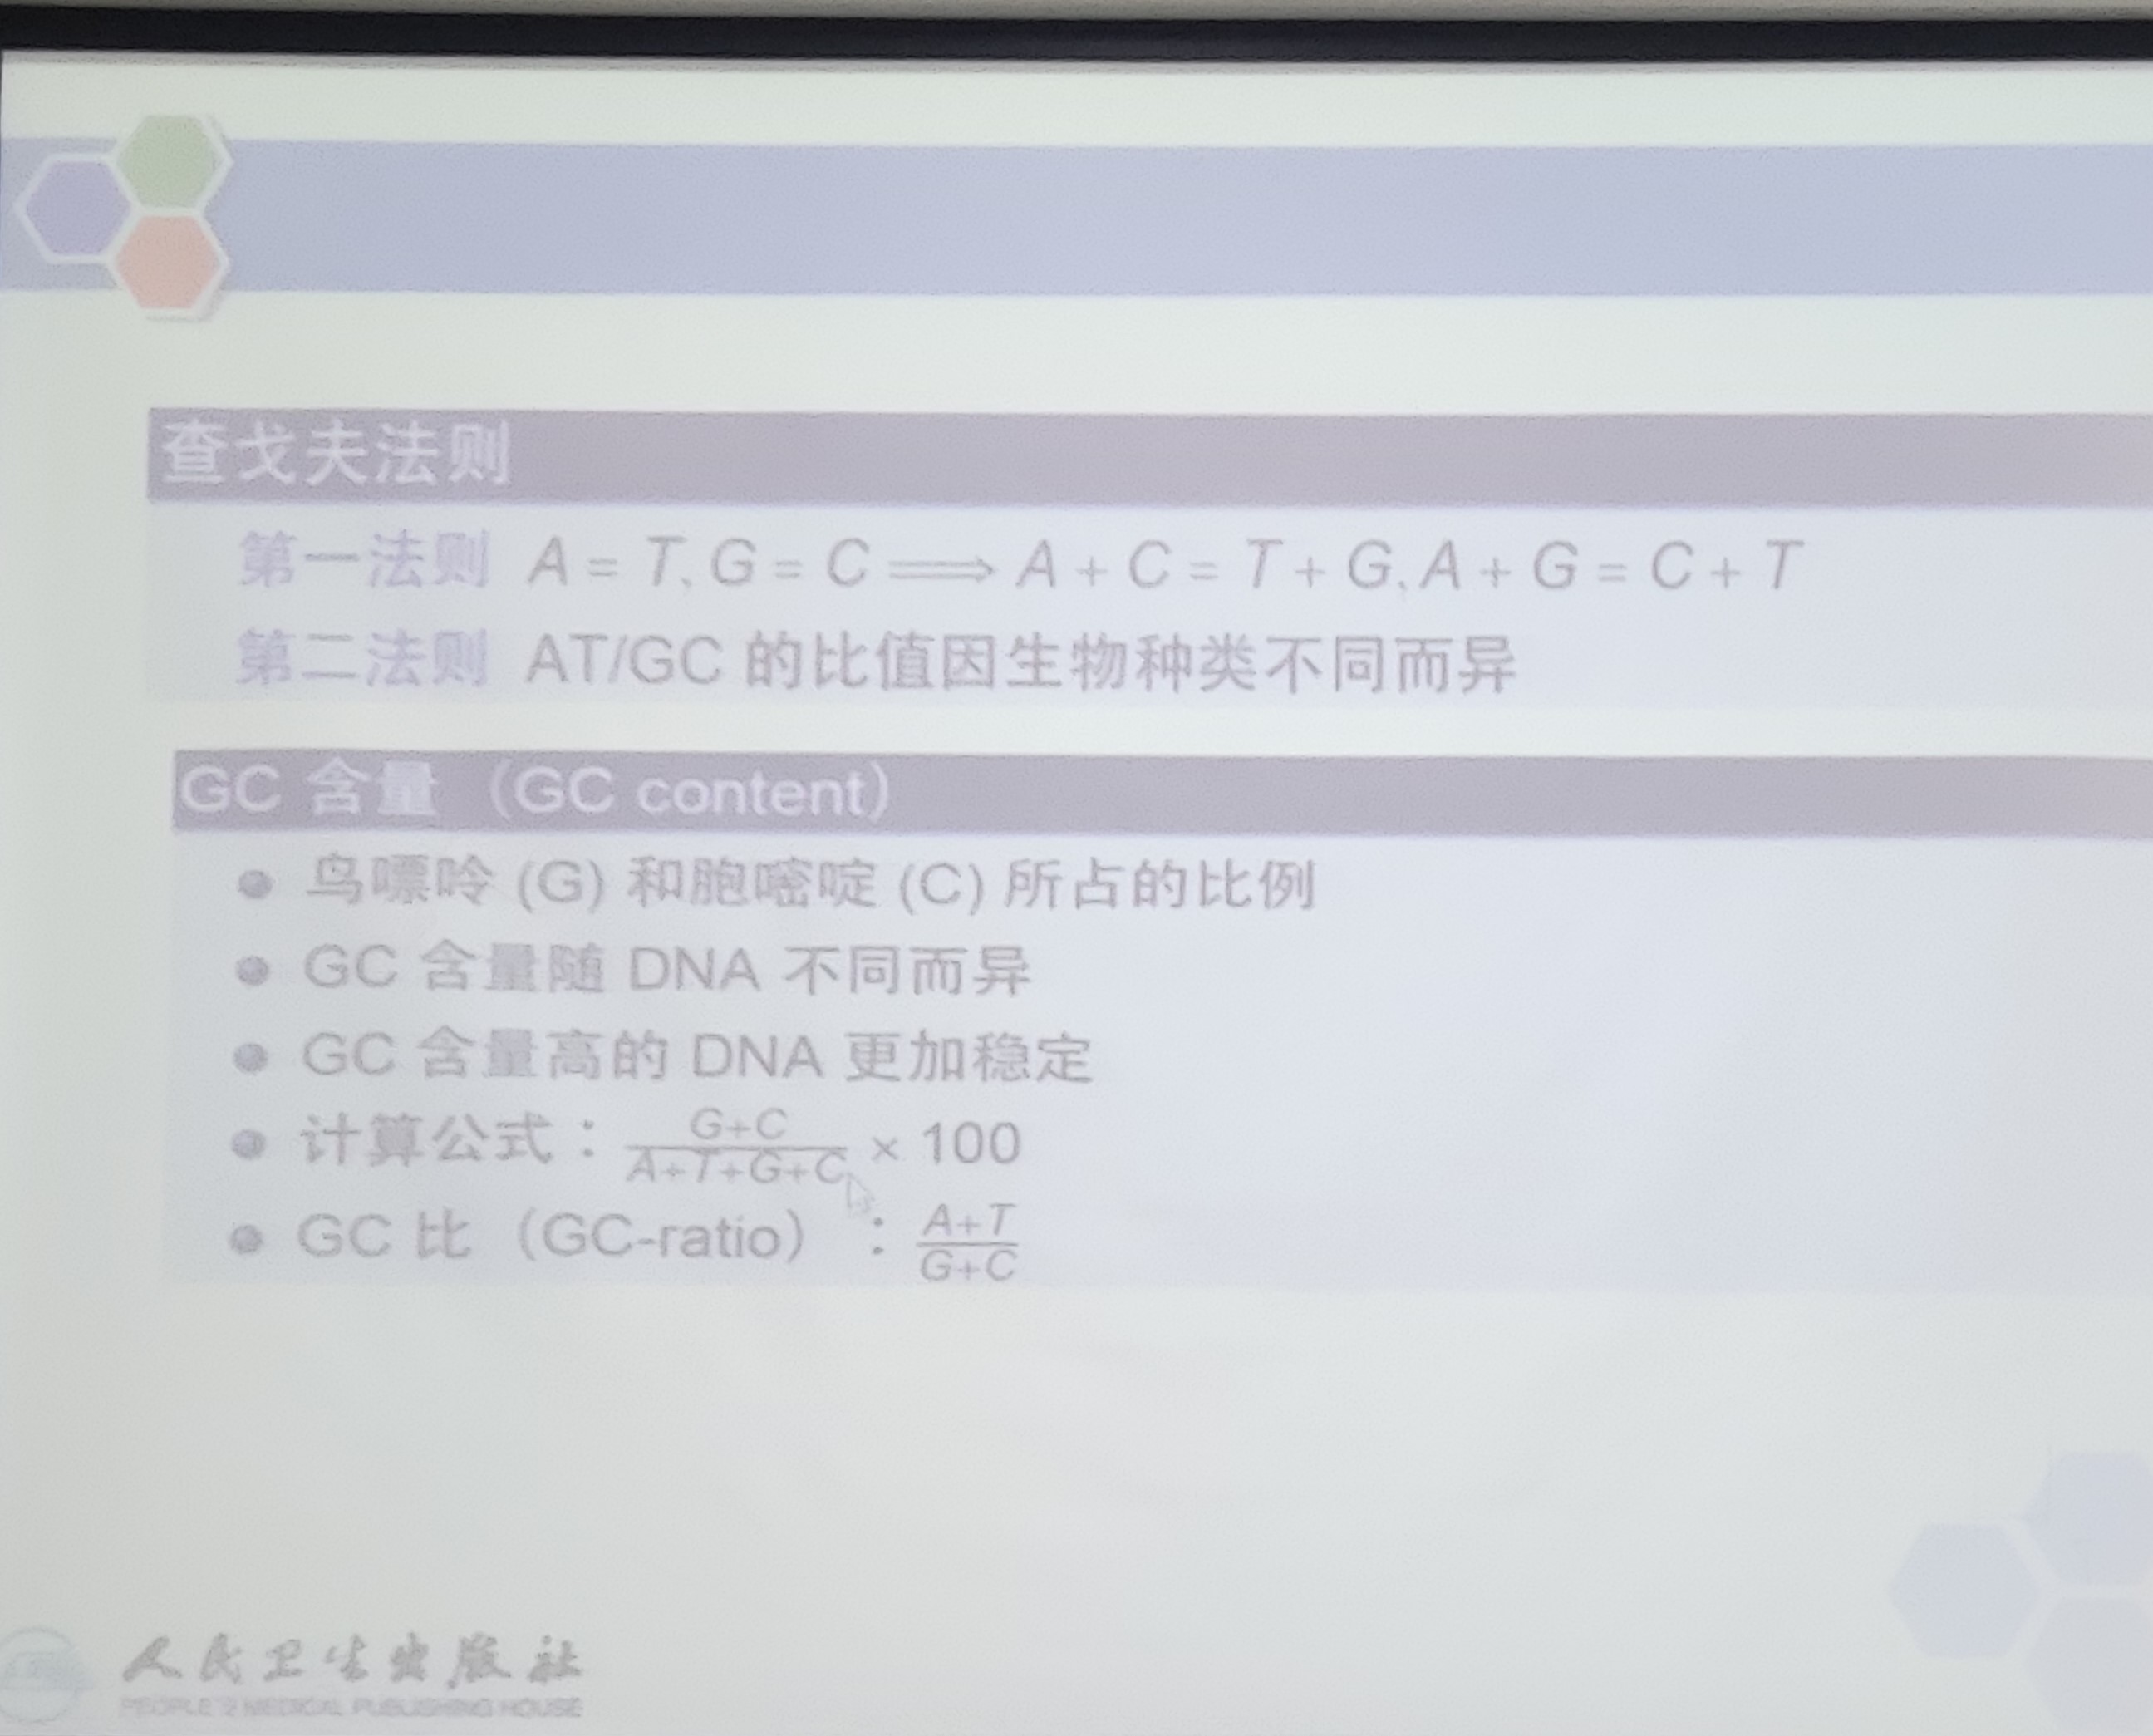 查戈夫法则
第一法则 A = T, G = C ⟹ A + C = T + G, A + G = C + T
第二法则 AT/GC 的比值因生物种类不同而异
GC 含量（GC content）
● 鸟嘌呤 (G) 和胞嘧啶 (C) 所占的比例
● GC 含量随 DNA 不同而异
● GC 含量高的 DNA 更加稳定
● 计算公式：G+C / A+T+G+C × 100
● GC 比（GC-ratio）：A+T / G+C
人民卫生出版社
PEOPLE'S MEDICAL PUBLISHING HOUSE